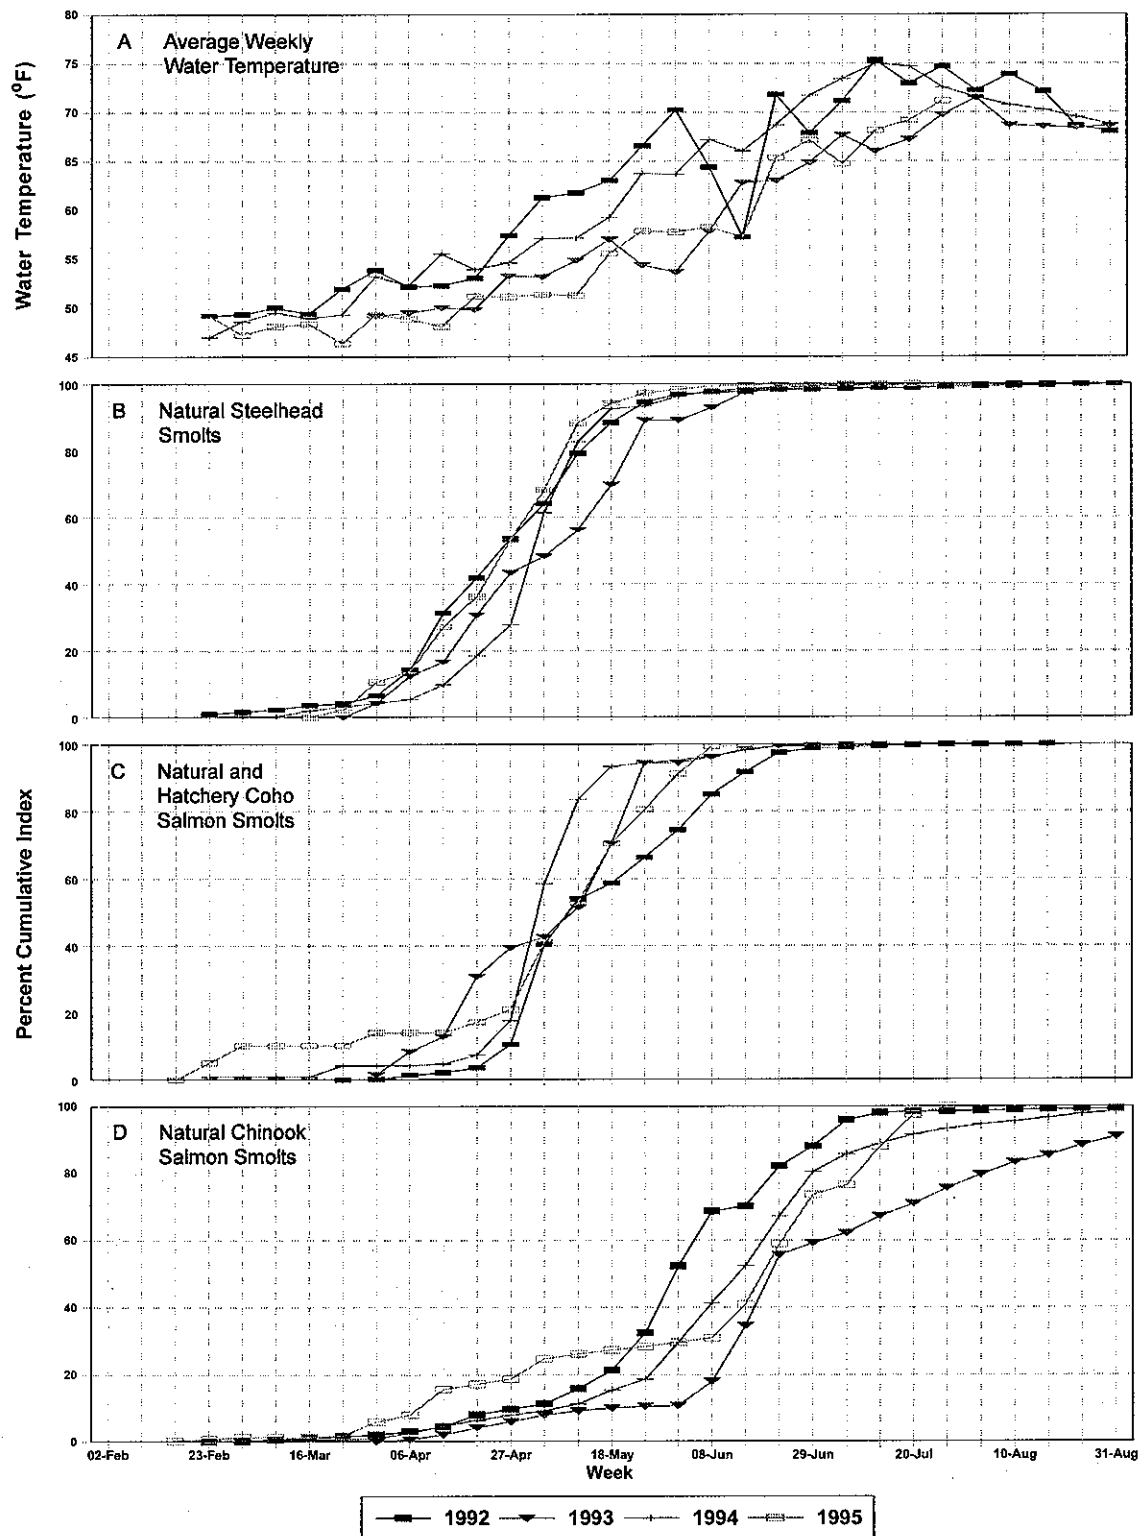 80
75
70
65
60
55
50
45
Water Temperature (°F)
A Average Weekly
Water Temperature
100
80
60
40
20
0
B Natural Steelhead
Smolts
Percent Cumulative Index
100
80
60
40
20
0
C Natural and
Hatchery Coho
Salmon Smolts
100
80
60
40
20
0
D Natural Chinook
Salmon Smolts
02-Feb 23-Feb 16-Mar 06-Apr 27-Apr 18-May 08-Jun 29-Jun 20-Jul 10-Aug 31-Aug
Week
1992 1993 1994 1995